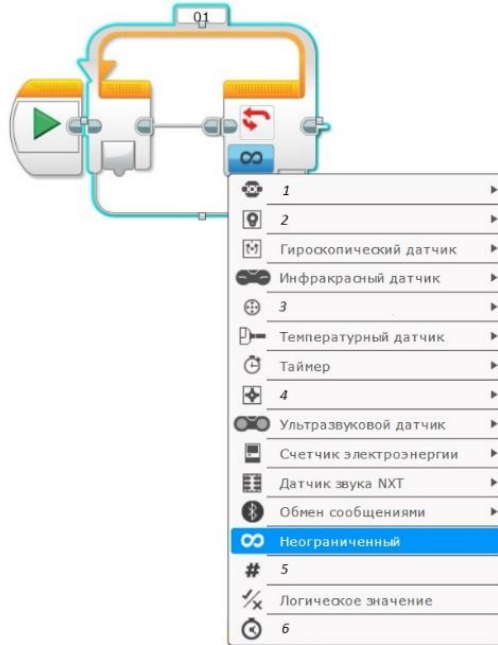 01
1
2
Гироскопический датчик
Инфракрасный датчик
3
Температурный датчик
Таймер
4
Ультразвуковой датчик
Счетчик электроэнергии
Датчик звука NXT
Обмен сообщениями
Неограниченный
# 5
Логическое значение
6